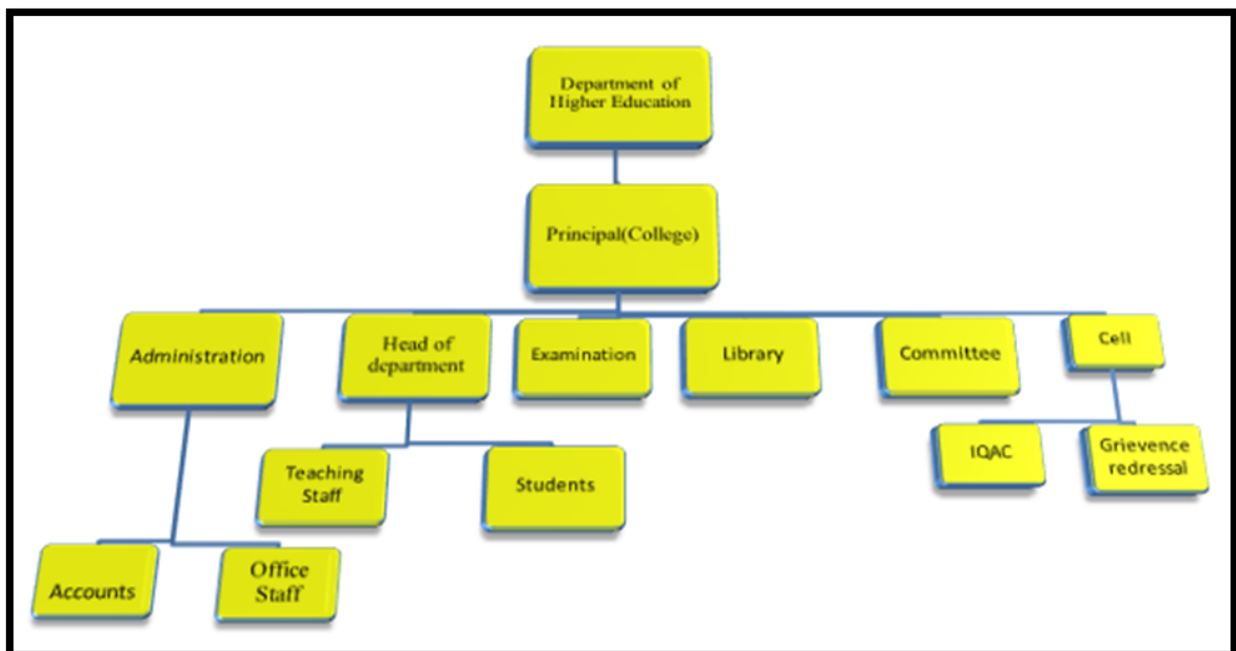 Department of
Higher Education
Principal(College)
Administration
Head of
department
Examination
Library
Committee
Cell
Teaching
Staff
Students
IQAC
Grievence
redressal
Accounts
Office
Staff